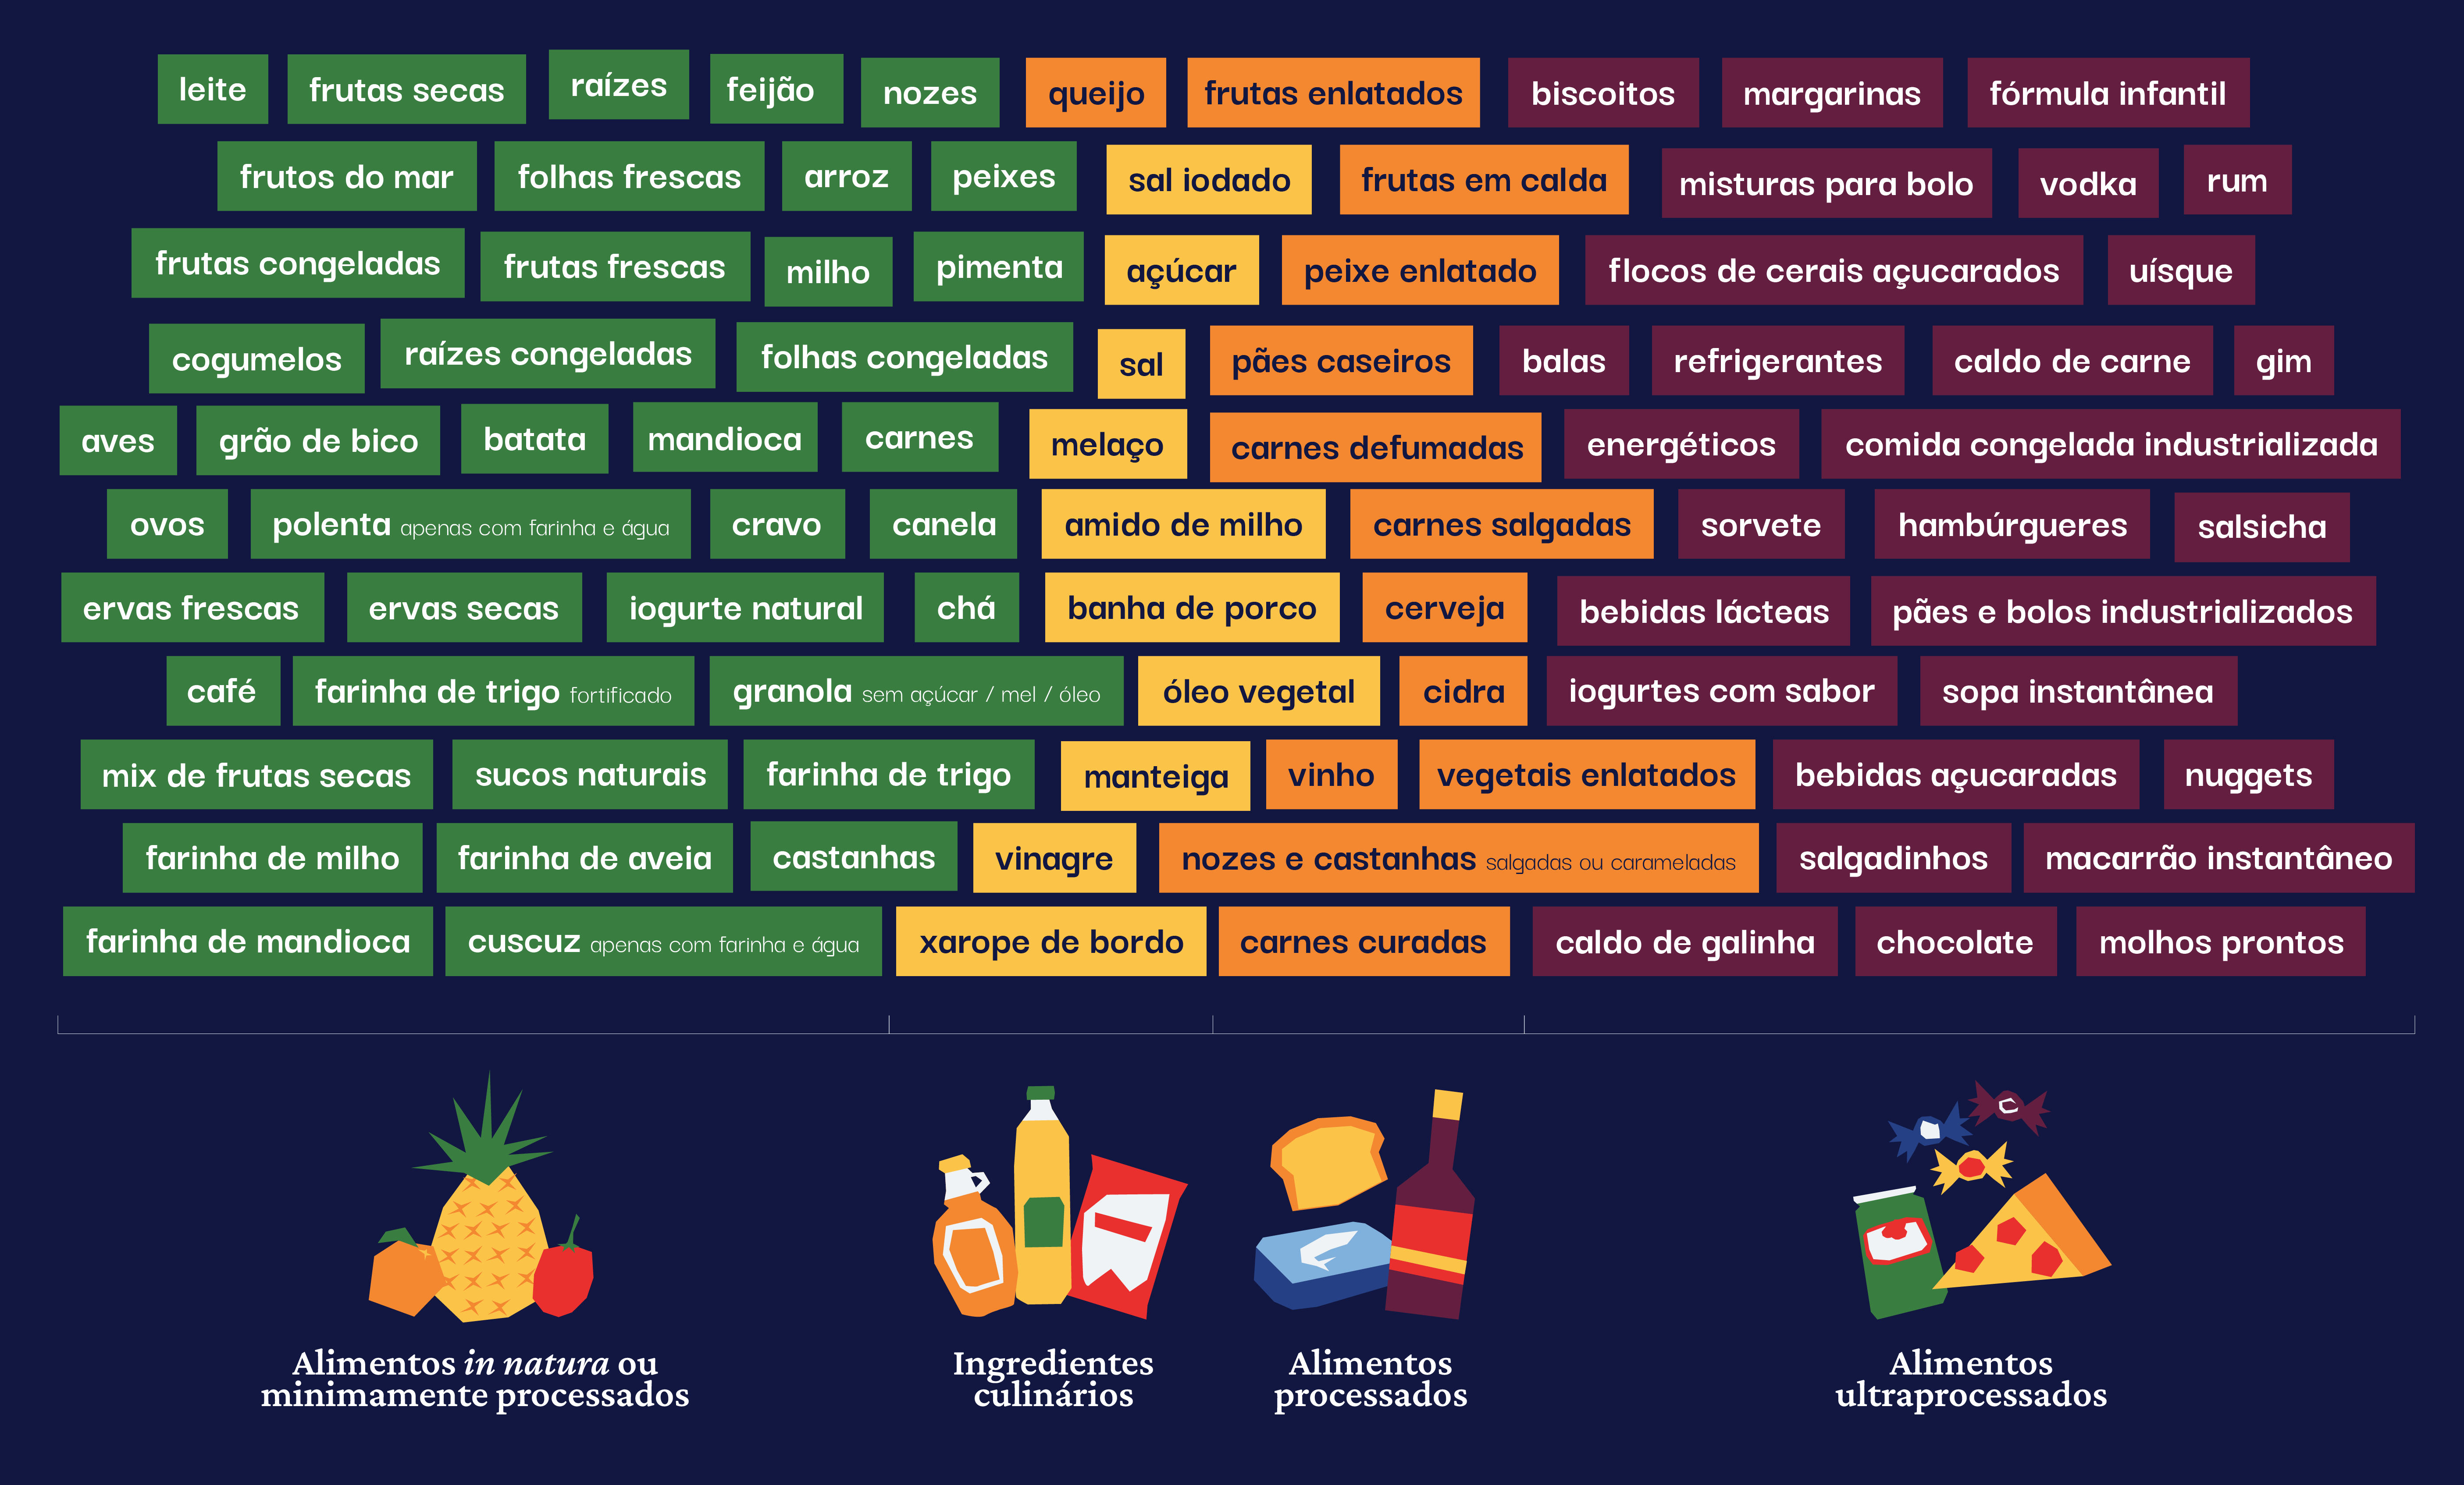 leite frutas secas raízes feijão nozes queijo frutas enlatados biscoitos margarinas fórmula infantil
frutos do mar folhas frescas arroz peixes sal iodado frutas em calda misturas para bolo vodka rum
frutas congeladas frutas frescas milho pimenta açúcar peixe enlatado flocos de cerais açucarados uísque
cogumelos raízes congeladas folhas congeladas sal pães caseiros balas refrigerantes caldo de carne gim
aves grão de bico batata mandioca carnes melaço carnes defumadas energéticos comida congelada industrializada
ovos polenta apenas com farinha e água cravo canela amido de milho carnes salgadas sorvete hambúrgueres salsicha
ervas frescas ervas secas iogurte natural chá banha de porco cerveja bebidas lácteas pães e bolos industrializados
café farinha de trigo fortificado granola sem açúcar / mel / óleo óleo vegetal cidra iogurtes com sabor sopa instantânea
mix de frutas secas sucos naturais farinha de trigo manteiga vinho vegetais enlatados bebidas açucaradas nuggets
farinha de milho farinha de aveia castanhas vinagre nozes e castanhas salgadas ou carameladas salgadinhos macarrão instantâneo
farinha de mandioca cuscuz apenas com farinha e água xarope de bordo carnes curadas caldo de galinha chocolate molhos prontos
Alimentos in natura ou
minimamente processados
Ingredientes
culinários
Alimentos
processados
Alimentos
ultraprocessados